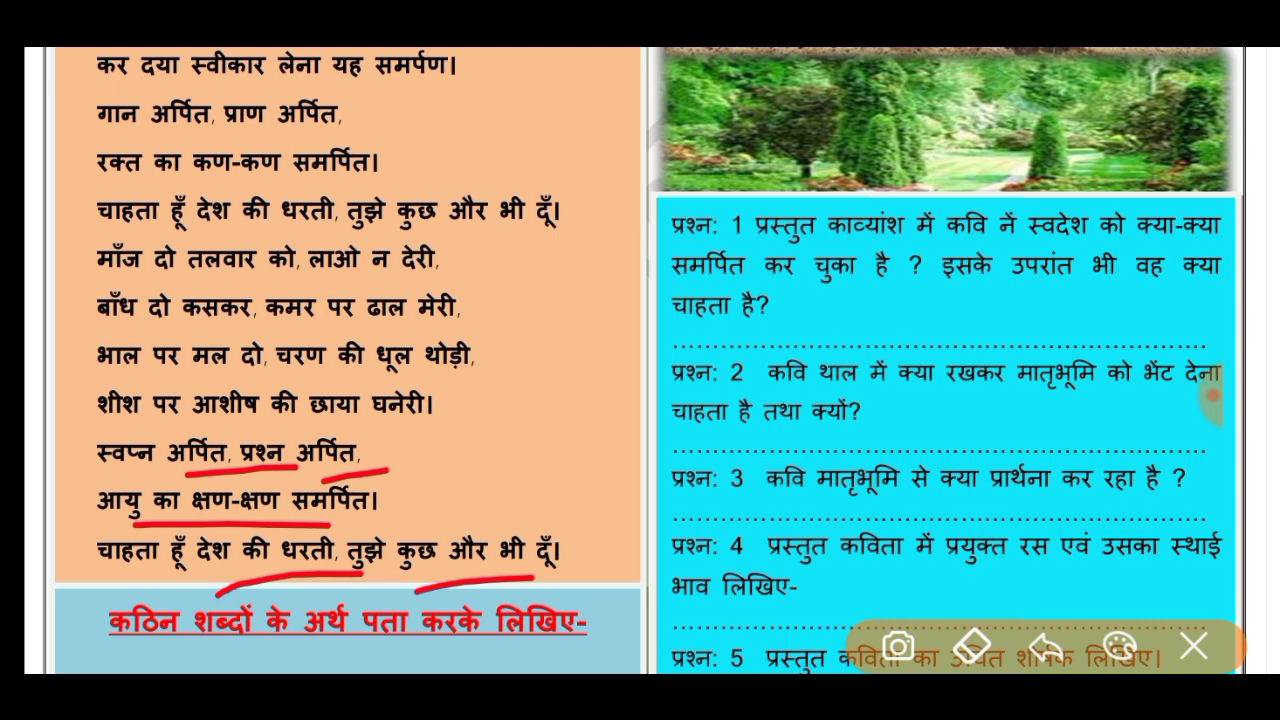 कर दया स्वीकार लेना यह समर्पण।
गान अर्पित, प्राण अर्पित,
रक्त का कण-कण समर्पित।
चाहता हूँ देश की धरती, तुझे कुछ और भी दूँ।
माँज दो तलवार को, लाओ न देरी,
बाँध दो कसकर, कमर पर ढाल मेरी,
भाल पर मल दो, चरण की धूल थोड़ी,
शीश पर आशीष की छाया घनेरी।
स्वप्न अर्पित, प्रश्न अर्पित,
आयु का क्षण-क्षण समर्पित।
चाहता हूँ देश की धरती, तुझे कुछ और भी दूँ।
कठिन शब्दों के अर्थ पता करके लिखिए-
प्रश्न: 1 प्रस्तुत काव्यांश में कवि नें स्वदेश को क्या-क्या
समर्पित कर चुका है ? इसके उपरांत भी वह क्या
चाहता है?
प्रश्न: 2 कवि थाल में क्या रखकर मातृभूमि को भेंट देना
चाहता है तथा क्यों?
प्रश्न: 3 कवि मातृभूमि से क्या प्रार्थना कर रहा है ?
प्रश्न: 4 प्रस्तुत कविता में प्रयुक्त रस एवं उसका स्थाई
भाव लिखिए-
प्रश्न: 5 प्रस्तुत कविता का उचित शीर्षक लिखिए।